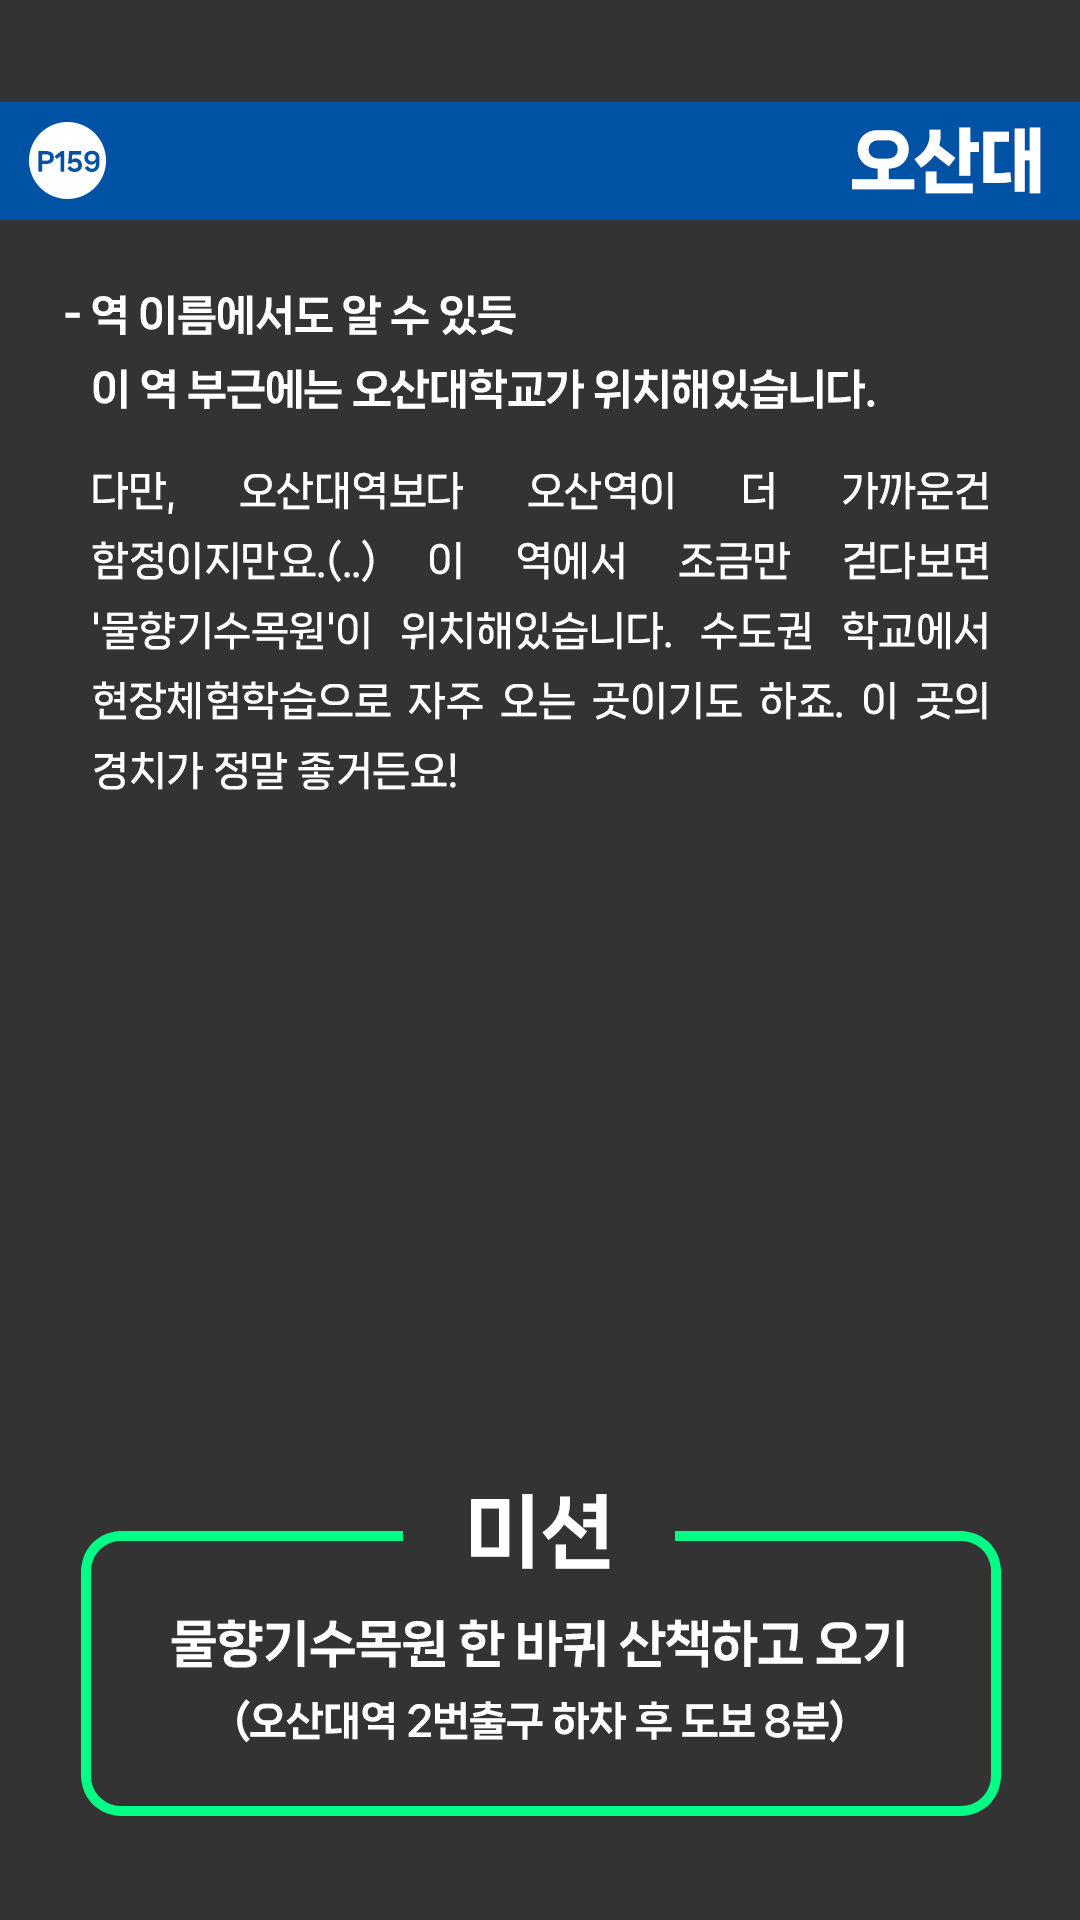 P159
오산대
- 역 이름에서도 알 수 있듯
이 역 부근에는 오산대학교가 위치해있습니다.
다만, 오산대역보다 오산역이 더 가까운건
함정이지만요.(..) 이 역에서 조금만 걷다보면
'물향기수목원'이 위치해있습니다. 수도권 학교에서
현장체험학습으로 자주 오는 곳이기도 하죠. 이 곳의
경치가 정말 좋거든요!
미션
물향기수목원 한 바퀴 산책하고 오기
(오산대역 2번출구 하차 후 도보 8분)